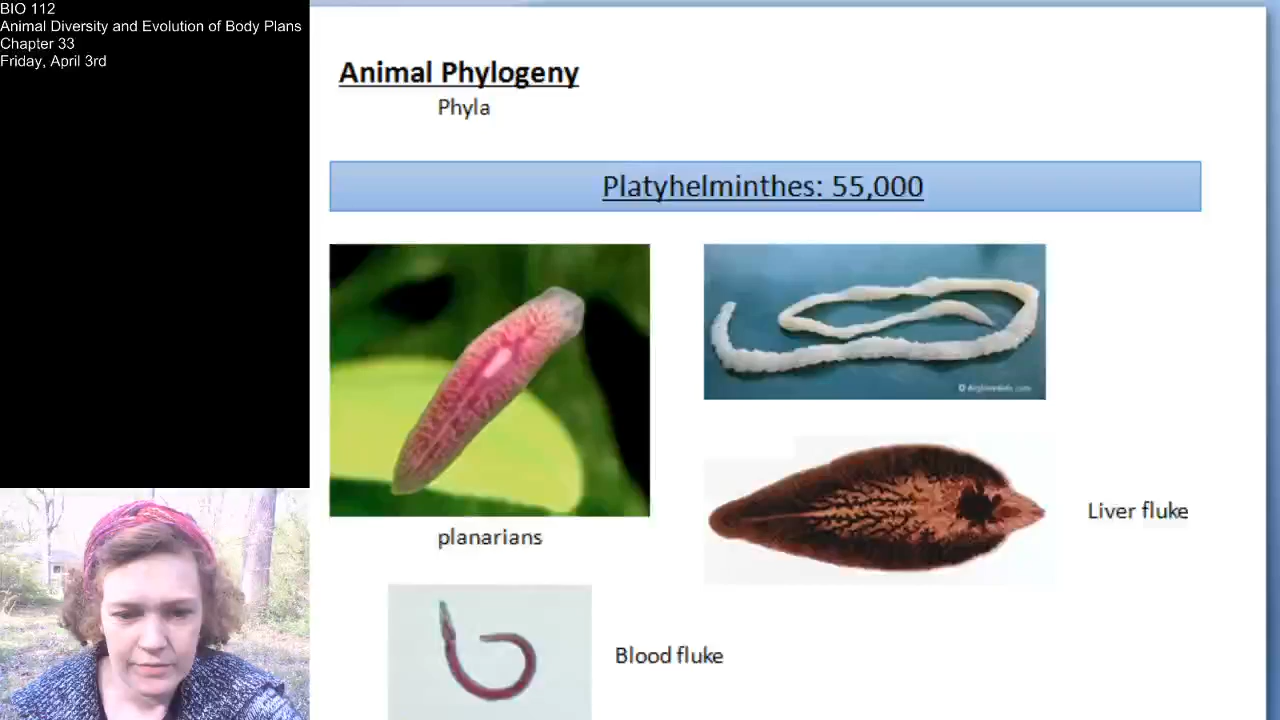 BIO 112
Animal Diversity and Evolution of Body Plans
Chapter 33
Friday, April 3rd
Animal Phylogeny
Phyla
Platyhelminthes: 55,000
planarians
Liver fluke
Blood fluke